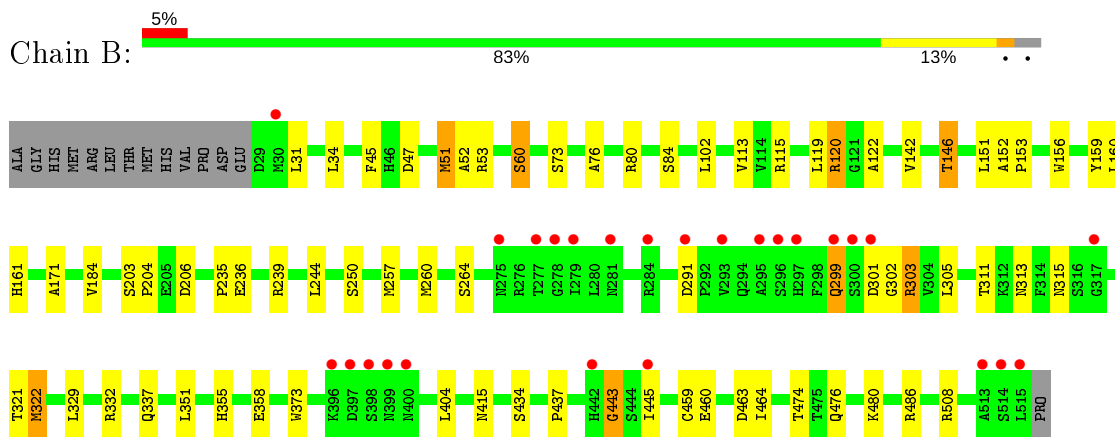 5%
Chain B:
83% 13% • •
ALA GLY HIS MET ARG LEU THR MET HIS VAL PRO ASP GLU D29 M30 L31 L34 F45 H46 D47 M51 A52 R53 S60 S73 A76 R80 S84 L102 V113 V114 R115 L119 R120 G121 A122 V142 T146 L151 A152 P153 W156 Y159 L160
H161 A171 V184 S203 P204 E205 D206 P235 E236 R239 L244 S250 M257 M260 S264 N275 R276 T277 G278 I279 L280 N281 R284 D291 P292 V293 Q294 A295 S296 H297 F298 Q299 S300 D301 G302 R303 V304 L305 T311 K312 N313 F314 N315 S316 G317
T321 M322 L329 R332 Q337 L351 H355 E358 W373 K396 D397 S398 N399 N400 L404 N415 S434 P437 H442 G443 S444 I445 C459 E460 D463 I464 T474 T475 Q476 K480 R486 R508 A513 S514 L515 PRO